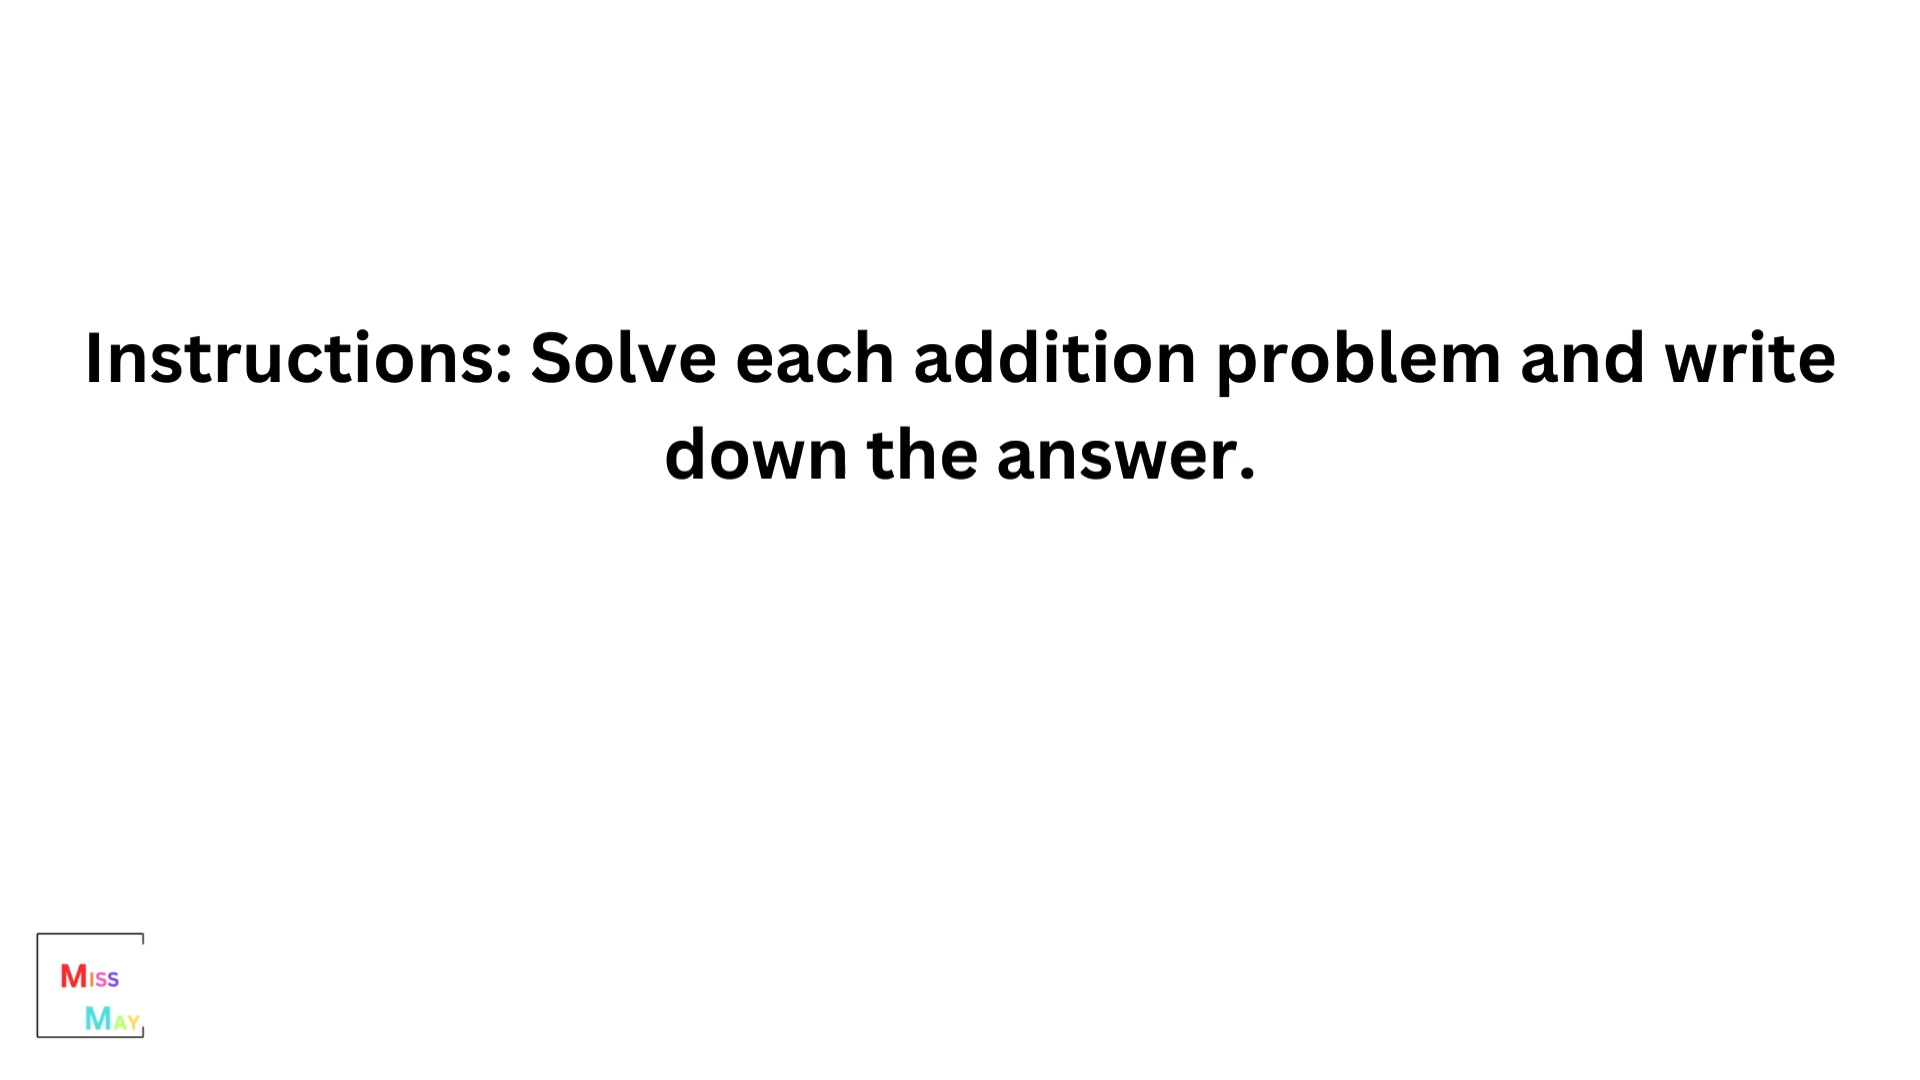 Instructions: Solve each addition problem and write
down the answer.
Miss
May